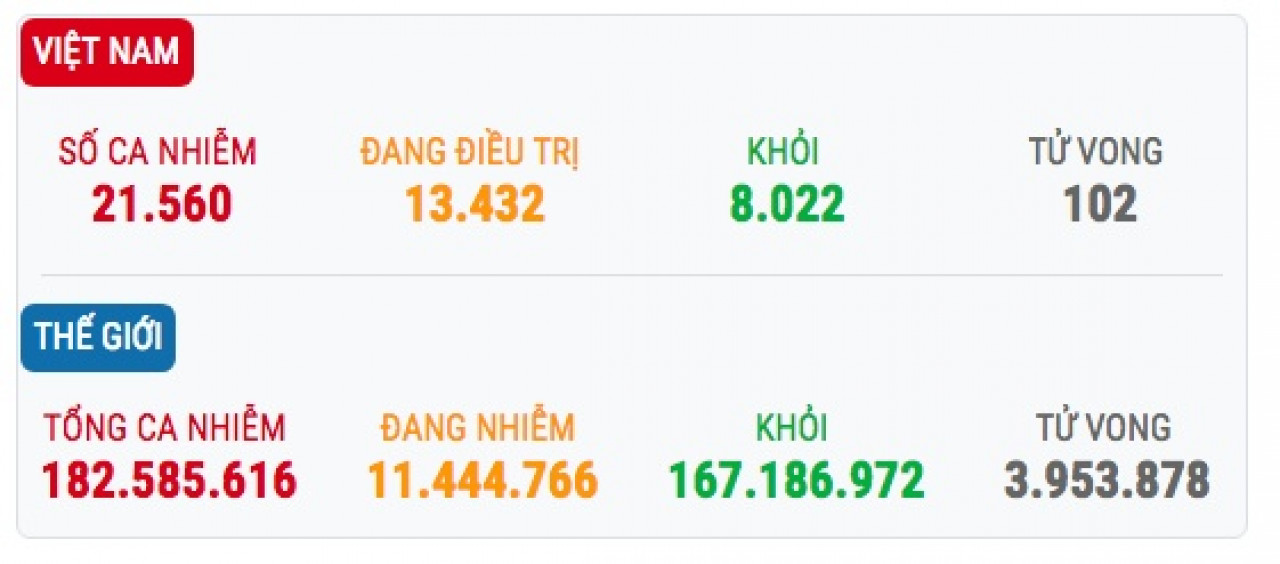 VIỆT NAM
SỐ CA NHIỄM ĐANG ĐIỀU TRỊ KHỎI TỬ VONG
21.560 13.432 8.022 102
THẾ GIỚI
TỔNG CA NHIỄM ĐANG NHIỄM KHỎI TỬ VONG
182.585.616 11.444.766 167.186.972 3.953.878